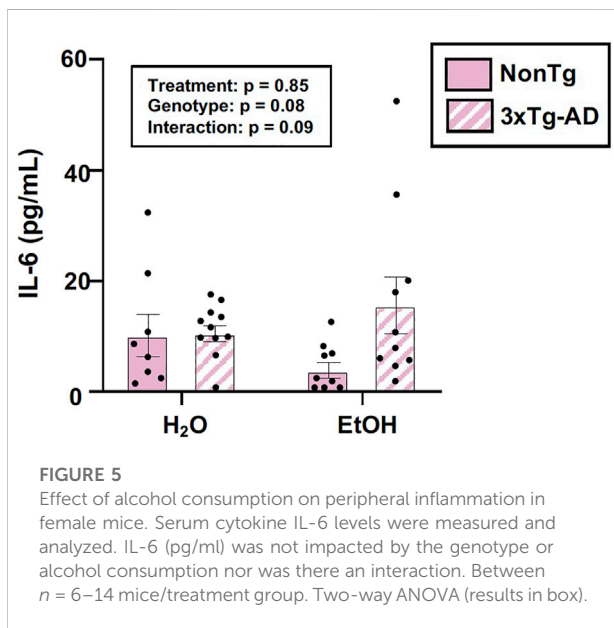 60
40
20
0
IL-6 (pg/mL)
Treatment: p = 0.85
Genotype: p = 0.08
Interaction: p = 0.09
NonTg
3xTg-AD
H₂O
EtOH
FIGURE 5
Effect of alcohol consumption on peripheral inflammation in
female mice. Serum cytokine IL-6 levels were measured and
analyzed. IL-6 (pg/ml) was not impacted by the genotype or
alcohol consumption nor was there an interaction. Between
n = 6–14 mice/treatment group. Two-way ANOVA (results in box).